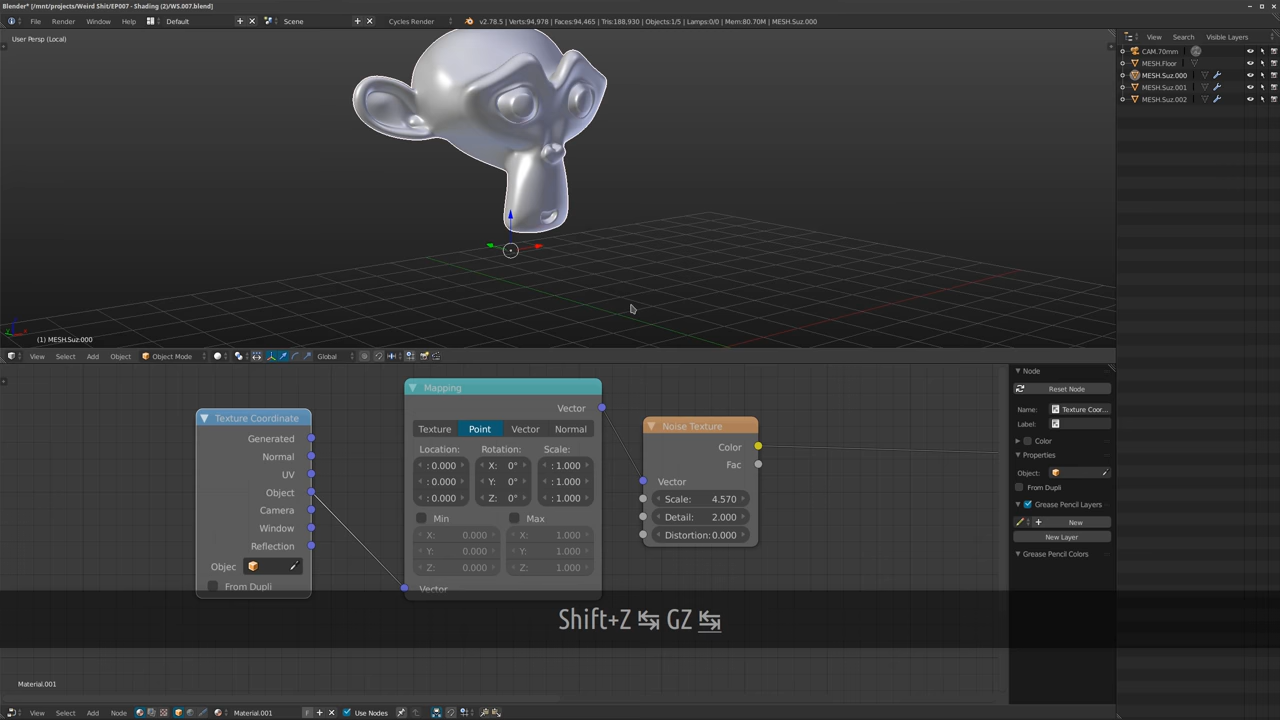 Blender* [/mnt/projects/Weird Shit/EP007 - Shading (2)/WS.007.blend]
File Render Window Help Default Scene Cycles Render v2.78.5 | Verts:94,978 | Faces:94,465 | Tris:188,930 | Objects:1/5 | Lamps:0/0 | Mem:80.70M | MESH.Suz.000
User Persp (Local)
View Search Visible Layers
CAM.70mm
MESH.Floor
MESH.Suz.000
MESH.Suz.001
MESH.Suz.002
(1) MESH.Suz.000
View Select Add Object Object Mode Global
Texture Coordinate
Generated
Normal
UV
Object
Camera
Window
Reflection
Objec
From Dupli
Mapping
Vector
Texture Point Vector Normal
Location: Rotation: Scale:
: 0.000 X: 0° : 1.000
: 0.000 Y: 0° : 1.000
: 0.000 Z: 0° : 1.000
Min Max
X: 0.000 X: 1.000
Y: 0.000 Y: 1.000
Z: 0.000 Z: 1.000
Vector
Noise Texture
Color
Fac
Vector
Scale: 4.570
Detail: 2.000
Distortion: 0.000
Node
Reset Node
Name: Texture Coor...
Label:
Color
Properties
Object:
From Dupli
Grease Pencil Layers
New
New Layer
Grease Pencil Colors
Shift+Z ↹ GZ ↹
Material.001
View Select Add Node Material.001 F Use Nodes